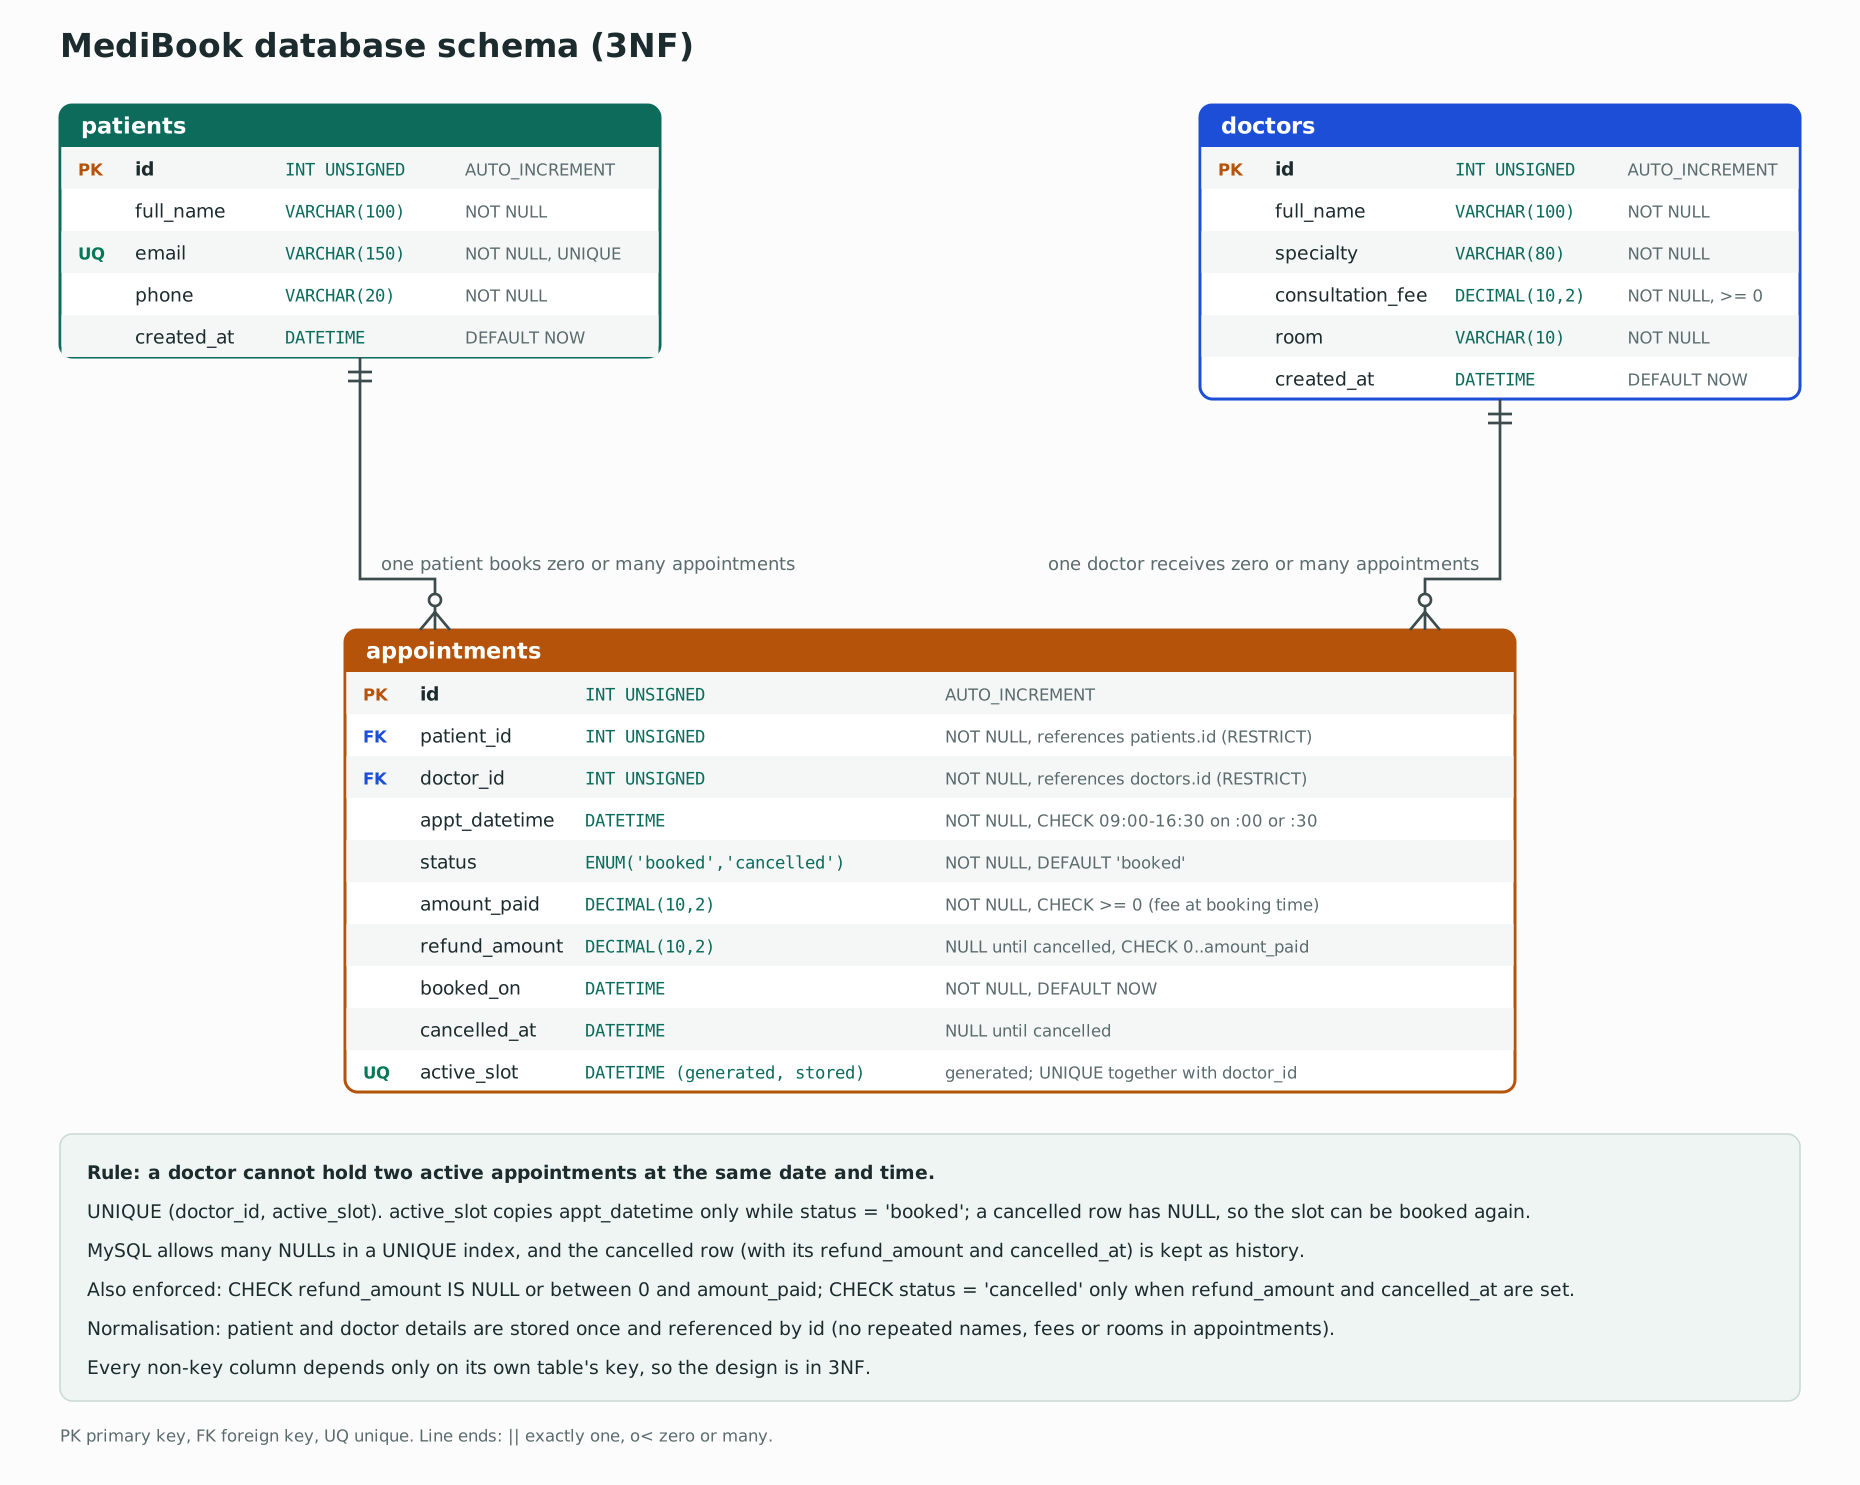 MediBook database schema (3NF)
patients
PK id INT UNSIGNED AUTO_INCREMENT
full_name VARCHAR(100) NOT NULL
UQ email VARCHAR(150) NOT NULL, UNIQUE
phone VARCHAR(20) NOT NULL
created_at DATETIME DEFAULT NOW
doctors
PK id INT UNSIGNED AUTO_INCREMENT
full_name VARCHAR(100) NOT NULL
specialty VARCHAR(80) NOT NULL
consultation_fee DECIMAL(10,2) NOT NULL, >= 0
room VARCHAR(10) NOT NULL
created_at DATETIME DEFAULT NOW
one patient books zero or many appointments
one doctor receives zero or many appointments
appointments
PK id INT UNSIGNED AUTO_INCREMENT
FK patient_id INT UNSIGNED NOT NULL, references patients.id (RESTRICT)
FK doctor_id INT UNSIGNED NOT NULL, references doctors.id (RESTRICT)
appt_datetime DATETIME NOT NULL, CHECK 09:00-16:30 on :00 or :30
status ENUM('booked','cancelled') NOT NULL, DEFAULT 'booked'
amount_paid DECIMAL(10,2) NOT NULL, CHECK >= 0 (fee at booking time)
refund_amount DECIMAL(10,2) NULL until cancelled, CHECK 0..amount_paid
booked_on DATETIME NOT NULL, DEFAULT NOW
cancelled_at DATETIME NULL until cancelled
UQ active_slot DATETIME (generated, stored) generated; UNIQUE together with doctor_id
Rule: a doctor cannot hold two active appointments at the same date and time.
UNIQUE (doctor_id, active_slot). active_slot copies appt_datetime only while status = 'booked'; a cancelled row has NULL, so the slot can be booked again.
MySQL allows many NULLs in a UNIQUE index, and the cancelled row (with its refund_amount and cancelled_at) is kept as history.
Also enforced: CHECK refund_amount IS NULL or between 0 and amount_paid; CHECK status = 'cancelled' only when refund_amount and cancelled_at are set.
Normalisation: patient and doctor details are stored once and referenced by id (no repeated names, fees or rooms in appointments).
Every non-key column depends only on its own table's key, so the design is in 3NF.
PK primary key, FK foreign key, UQ unique. Line ends: || exactly one, o< zero or many.